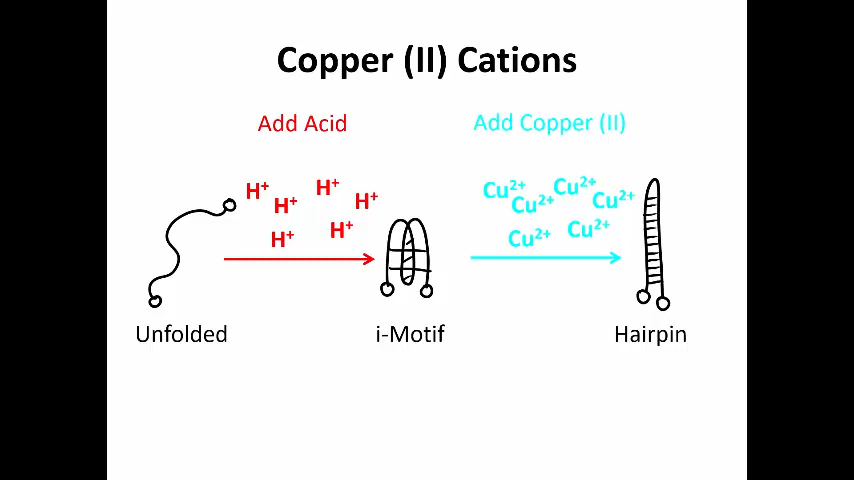 Copper (II) Cations
Add Acid
Add Copper (II)
H⁺ H⁺ H⁺ H⁺ H⁺ H⁺
Cu²⁺ Cu²⁺ Cu²⁺ Cu²⁺ Cu²⁺ Cu²⁺
Unfolded
i-Motif
Hairpin